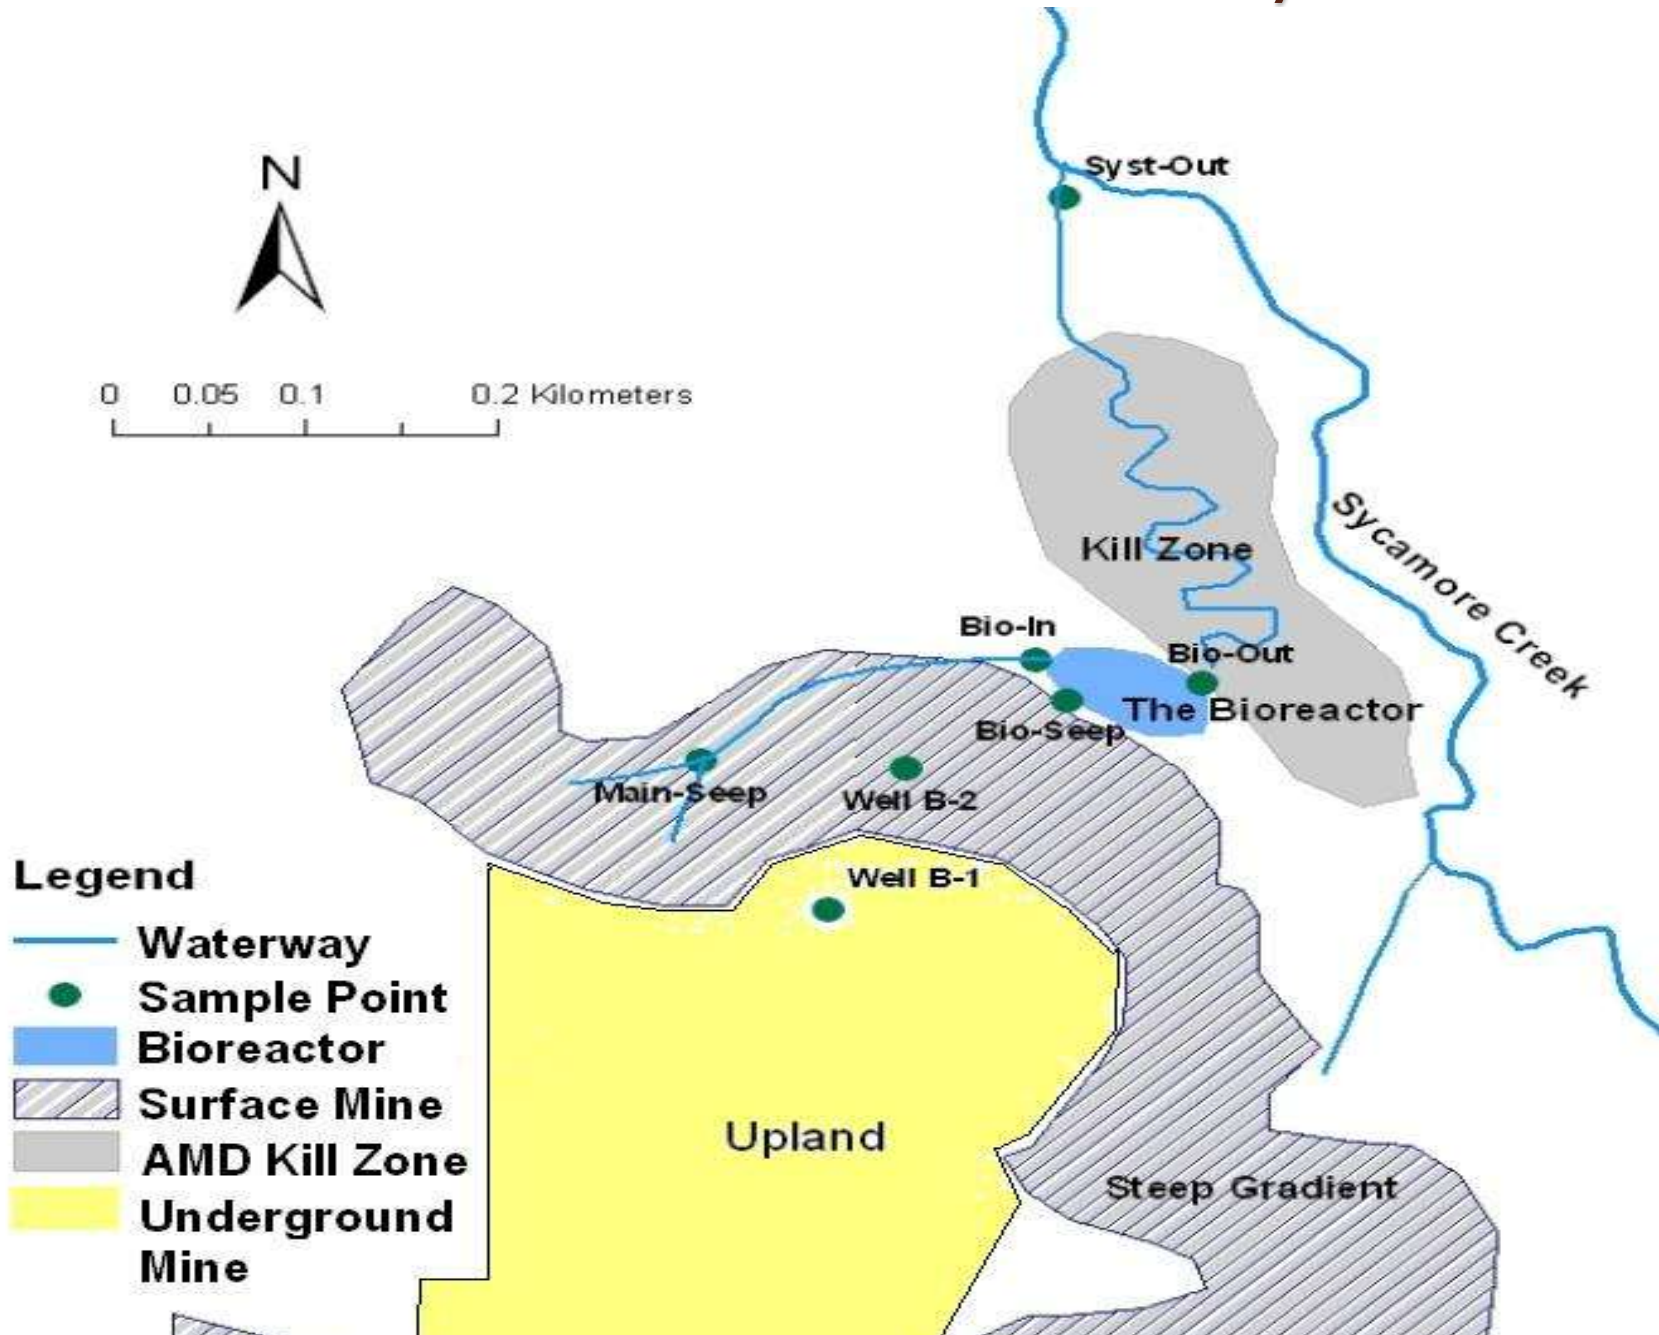 Syst-Out
N
0 0.05 0.1 0.2 Kilometers
Sycamore Creek
Kill Zone
Bio-In
Bio-Out
The Bioreactor
Bio-Seep
Main-Seep
Well B-2
Well B-1
Upland
Steep Gradient
Legend
Waterway
Sample Point
Bioreactor
Surface Mine
AMD Kill Zone
Underground
Mine